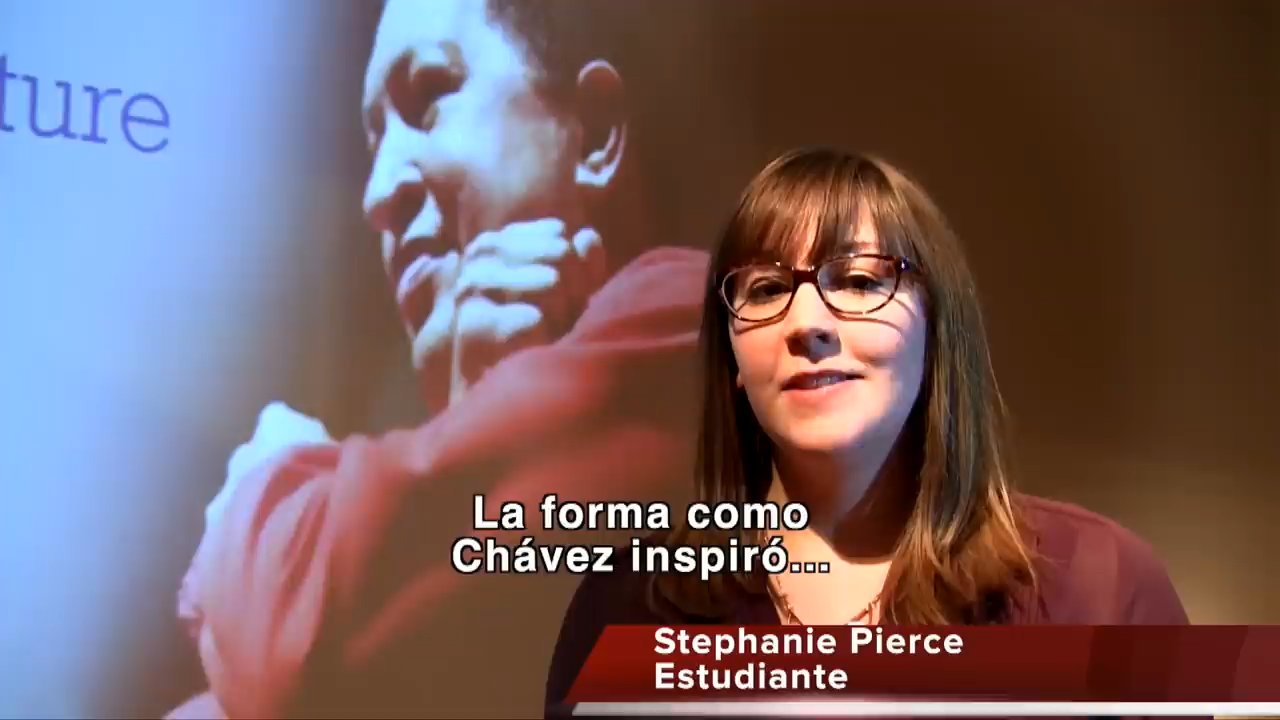 ture
La forma como
Chávez inspiró...
Stephanie Pierce
Estudiante